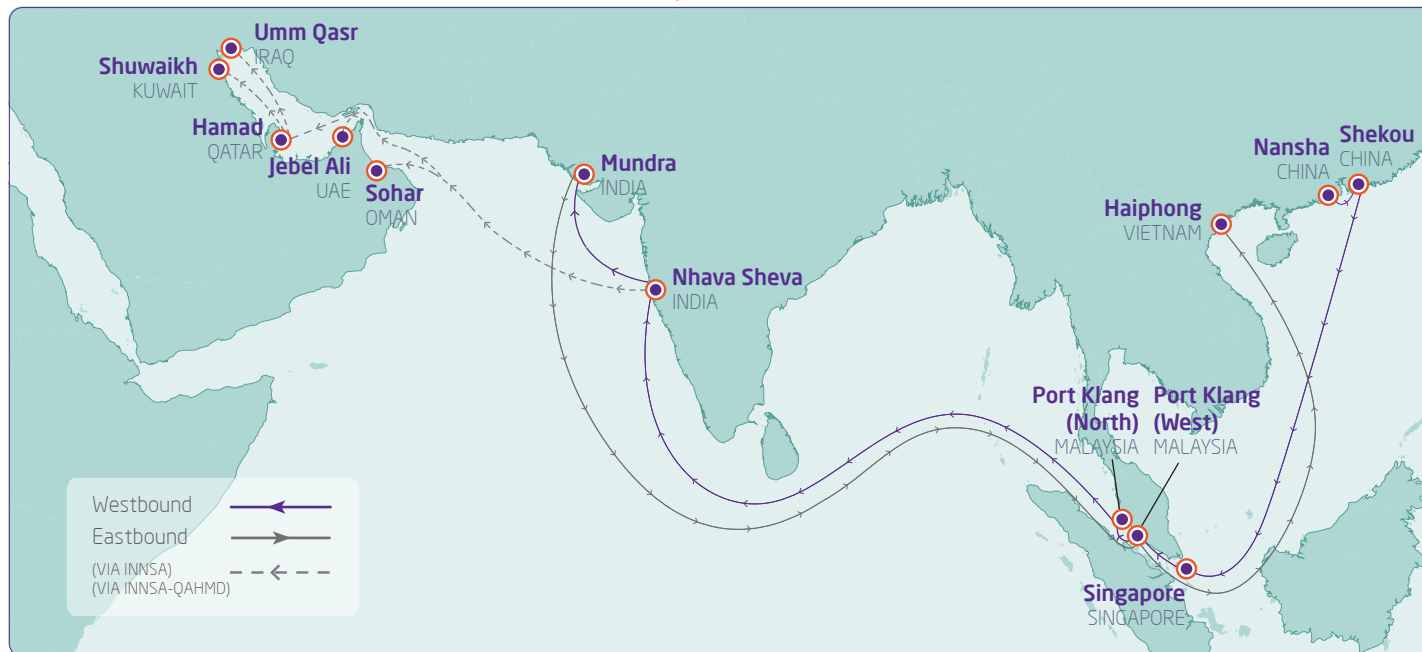 Umm Qasr
IRAQ
Shuwaikh
KUWAIT
Hamad
QATAR
Jebel Ali
UAE
Sohar
OMAN
Mundra
INDIA
Nhava Sheva
INDIA
Shekou
CHINA
Nansha
CHINA
Haiphong
VIETNAM
Port Klang
(North)
MALAYSIA
Port Klang
(West)
MALAYSIA
Singapore
SINGAPORE
Westbound
Eastbound
(VIA INNSA)
(VIA INNSA-QAHMD)